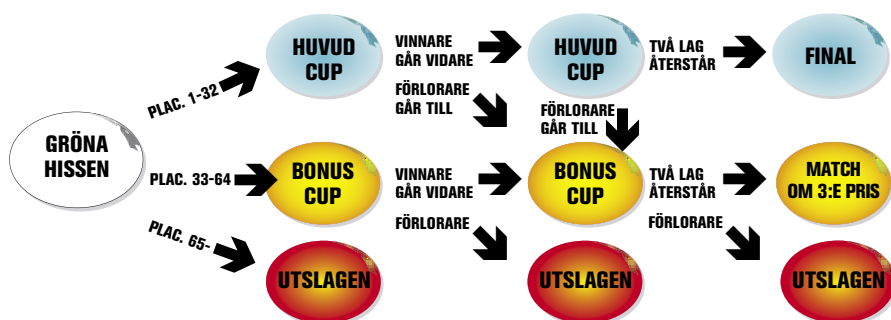 HUVUD
CUP
VINNARE
GÅR VIDARE
HUVUD
CUP
TVÅ LAG
ÅTERSTÅR
FINAL
PLAC. 1-32
FÖRLORARE
GÅR TILL
FÖRLORARE
GÅR TILL
GRÖNA
HISSEN
PLAC. 33-64
BONUS
CUP
VINNARE
GÅR VIDARE
BONUS
CUP
TVÅ LAG
ÅTERSTÅR
MATCH
OM 3:E PRIS
PLAC. 65-
FÖRLORARE
FÖRLORARE
UTSLAGEN
UTSLAGEN
UTSLAGEN